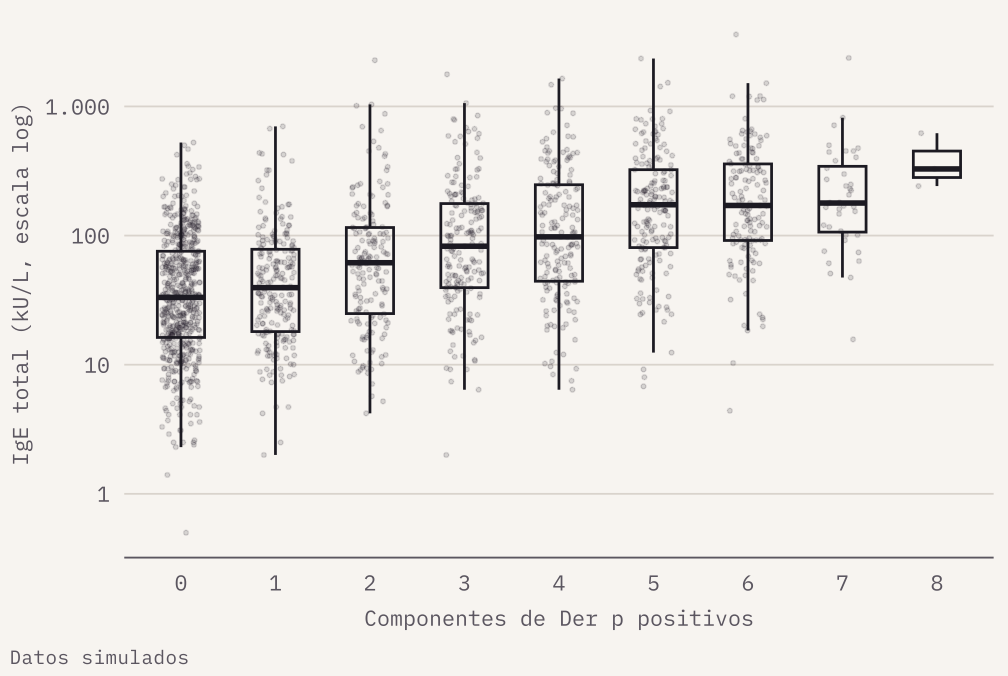 IgE total (kU/L, escala log)
1.000
100
10
1
0 1 2 3 4 5 6 7 8
Componentes de Der p positivos
Datos simulados